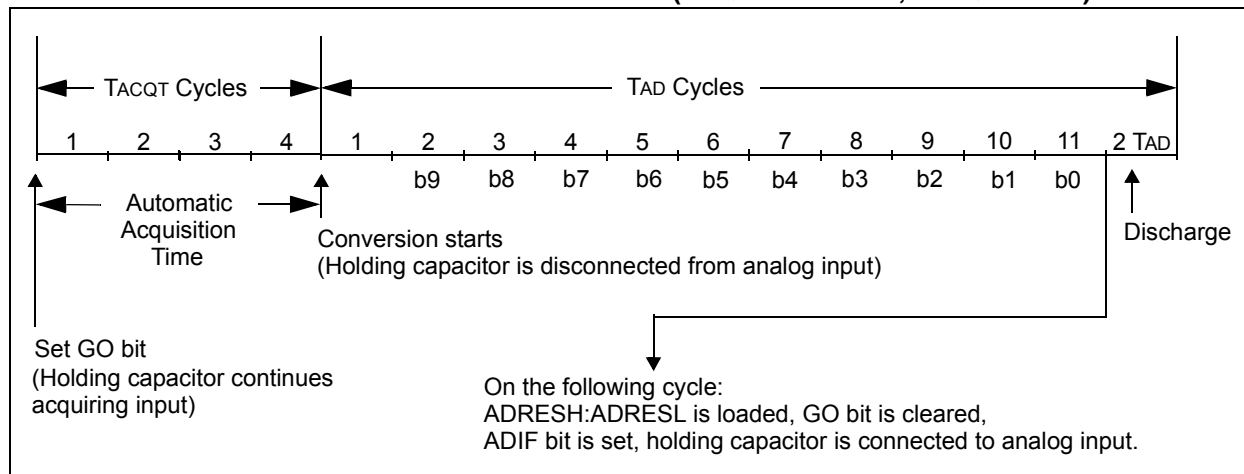 TACQT Cycles
TAD Cycles
1 2 3 4 1 2 3 4 5 6 7 8 9 10 11 2 TAD
b9 b8 b7 b6 b5 b4 b3 b2 b1 b0
Automatic
Acquisition
Time
Conversion starts
(Holding capacitor is disconnected from analog input)
Discharge
Set GO bit
(Holding capacitor continues
acquiring input)
On the following cycle:
ADRESH:ADRESL is loaded, GO bit is cleared,
ADIF bit is set, holding capacitor is connected to analog input.